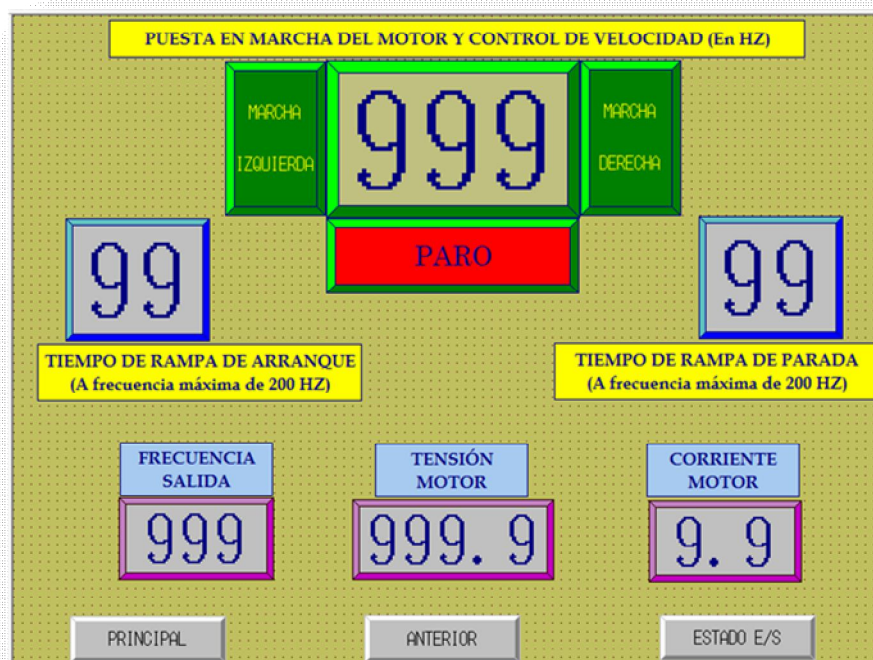 PUESTA EN MARCHA DEL MOTOR Y CONTROL DE VELOCIDAD (En HZ)
MARCHA
IZQUIERDA
999
MARCHA
DERECHA
PARO
99
99
TIEMPO DE RAMPA DE ARRANQUE
(A frecuencia máxima de 200 HZ)
TIEMPO DE RAMPA DE PARADA
(A frecuencia máxima de 200 HZ)
FRECUENCIA
SALIDA
TENSIÓN
MOTOR
CORRIENTE
MOTOR
999
999.9
9.9
PRINCIPAL
ANTERIOR
ESTADO E/S